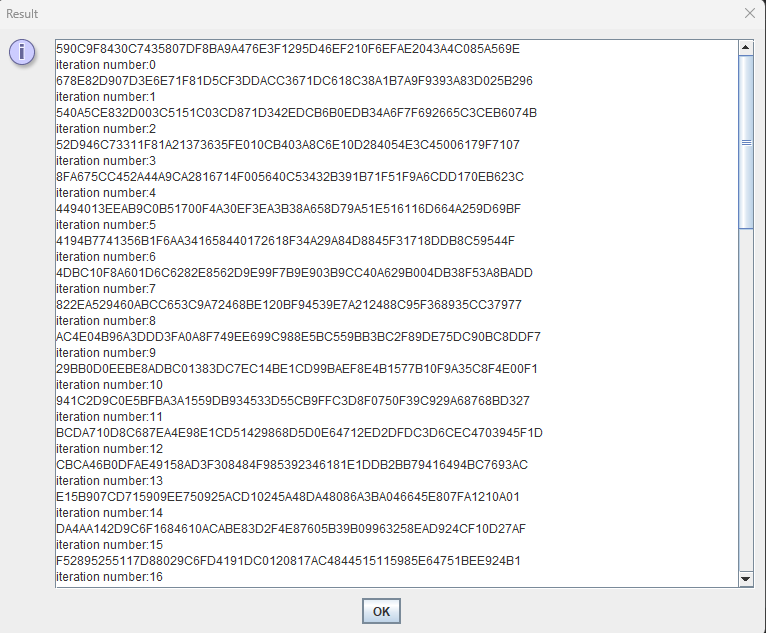 Result
590C9F8430C7435807DF8BA9A476E3F1295D46EF210F6EFAE2043A4C085A569E
iteration number:0
678E82D907D3E6E71F81D5CF3DDACC3671DC618C38A1B7A9F9393A83D025B296
iteration number:1
540A5CE832D003C5151C03CD871D342EDCB6B0EDB34A6F7F692665C3CEB6074B
iteration number:2
52D946C73311F81A21373635FE010CB403A8C6E10D284054E3C45006179F7107
iteration number:3
8FA675CC452A44A9CA2816714F005640C53432B391B71F51F9A6CDD170EB623C
iteration number:4
4494013EEAB9C0B51700F4A30EF3EA3B38A658D79A51E516116D664A259D69BF
iteration number:5
4194B7741356B1F6AA341658440172618F34A29A84D8845F31718DDB8C59544F
iteration number:6
4DBC10F8A601D6C6282E8562D9E99F7B9E903B9CC40A629B004DB38F53A8BADD
iteration number:7
822EA529460ABCC653C9A72468BE120BF94539E7A212488C95F368935CC37977
iteration number:8
AC4E04B96A3DDD3FA0A8F749EE699C988E5BC559BB3BC2F89DE75DC90BC8DDF7
iteration number:9
29BB0D0EEBE8ADBC01383DC7EC14BE1CD99BAEF8E4B1577B10F9A35C8F4E00F1
iteration number:10
941C2D9C0E5BFBA3A1559DB934533D55CB9FFC3D8F0750F39C929A68768BD327
iteration number:11
BCDA710D8C687EA4E98E1CD51429868D5D0E64712ED2DFDC3D6CEC4703945F1D
iteration number:12
CBCA46B0DFAE49158AD3F308484F985392346181E1DDB2BB79416494BC7693AC
iteration number:13
E15B907CD715909EE750925ACD10245A48DA48086A3BA046645E807FA1210A01
iteration number:14
DA4AA142D9C6F1684610ACABE83D2F4E87605B39B09963258EAD924CF10D27AF
iteration number:15
F52895255117D88029C6FD4191DC0120817AC4844515115985E64751BEE924B1
iteration number:16
OK